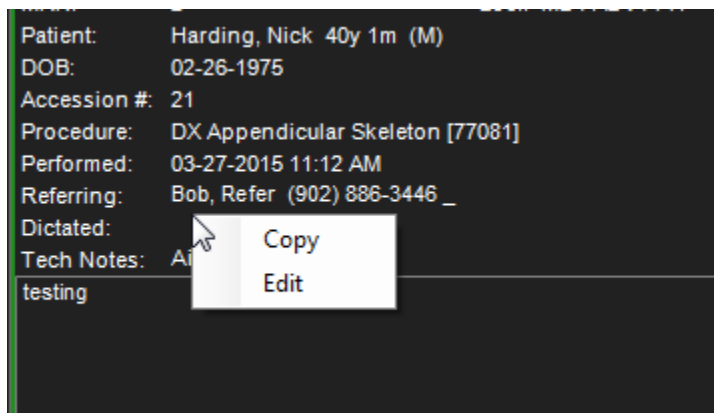 Patient: Harding, Nick 40y 1m (M)
DOB: 02-26-1975
Accession #: 21
Procedure: DX Appendicular Skeleton [77081]
Performed: 03-27-2015 11:12 AM
Referring: Bob, Refer (902) 886-3446 _
Dictated:
Copy
Tech Notes:
Edit
testing